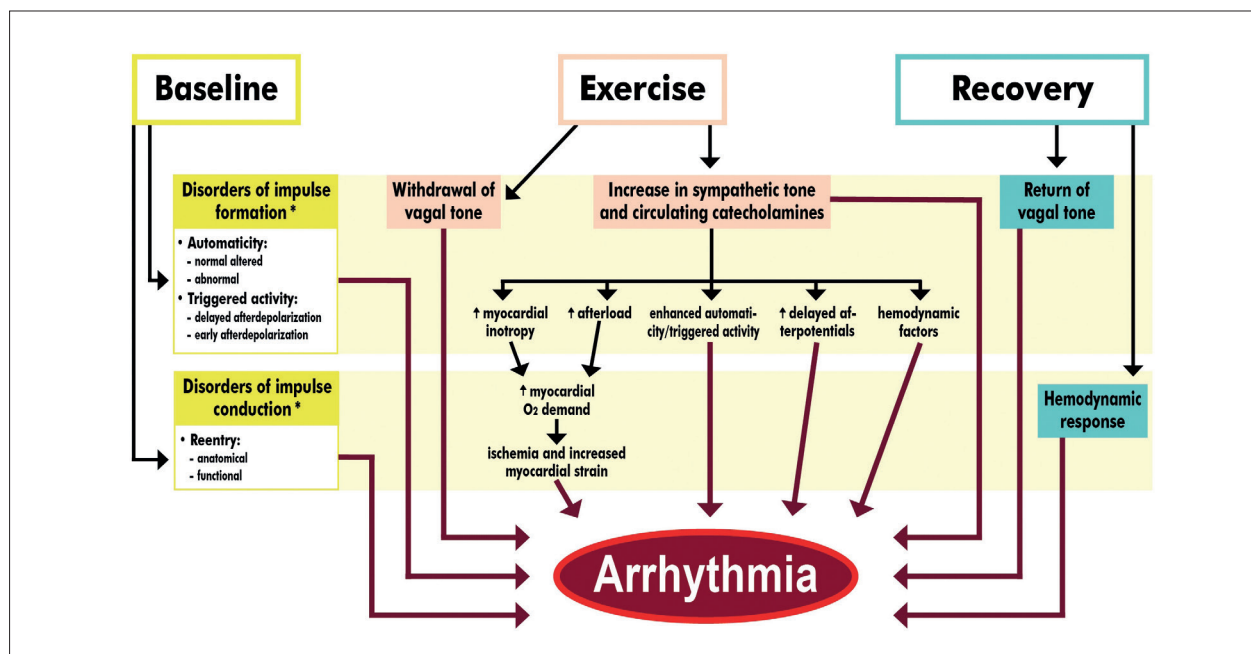 Baseline
Exercise
Recovery
Disorders of impulse
formation *
• Automaticity:
- normal altered
- abnormal
• Triggered activity:
- delayed afterdepolarization
- early afterdepolarization
Withdrawal of
vagal tone
Increase in sympathetic tone
and circulating catecholamines
Return of
vagal tone
↑ myocardial
inotropy
↑ afterload
enhanced automati-
city/triggered activity
↑ delayed af-
terpotentials
hemodynamic
factors
Disorders of impulse
conduction *
• Reentry:
- anatomical
- functional
↑ myocardial
O₂ demand
ischemia and increased
myocardial strain
Hemodynamic
response
Arrhythmia